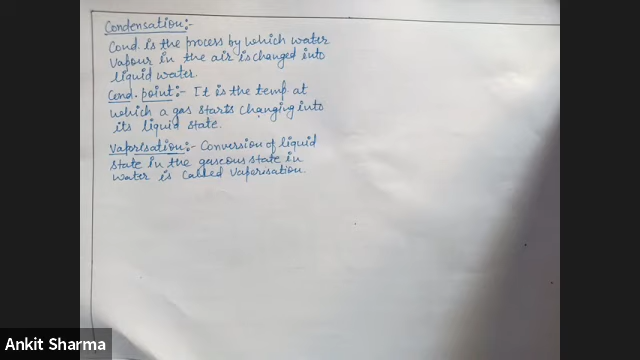 Condensation:-
Cond. is the process by which water
vapour in the air is changed into
liquid water.
Cond. point:- It is the temp. at
which a gas starts changing into
its liquid state.
Vaporisation:- Conversion of liquid
state in the gaseous state in
water is called vaporisation.
Ankit Sharma